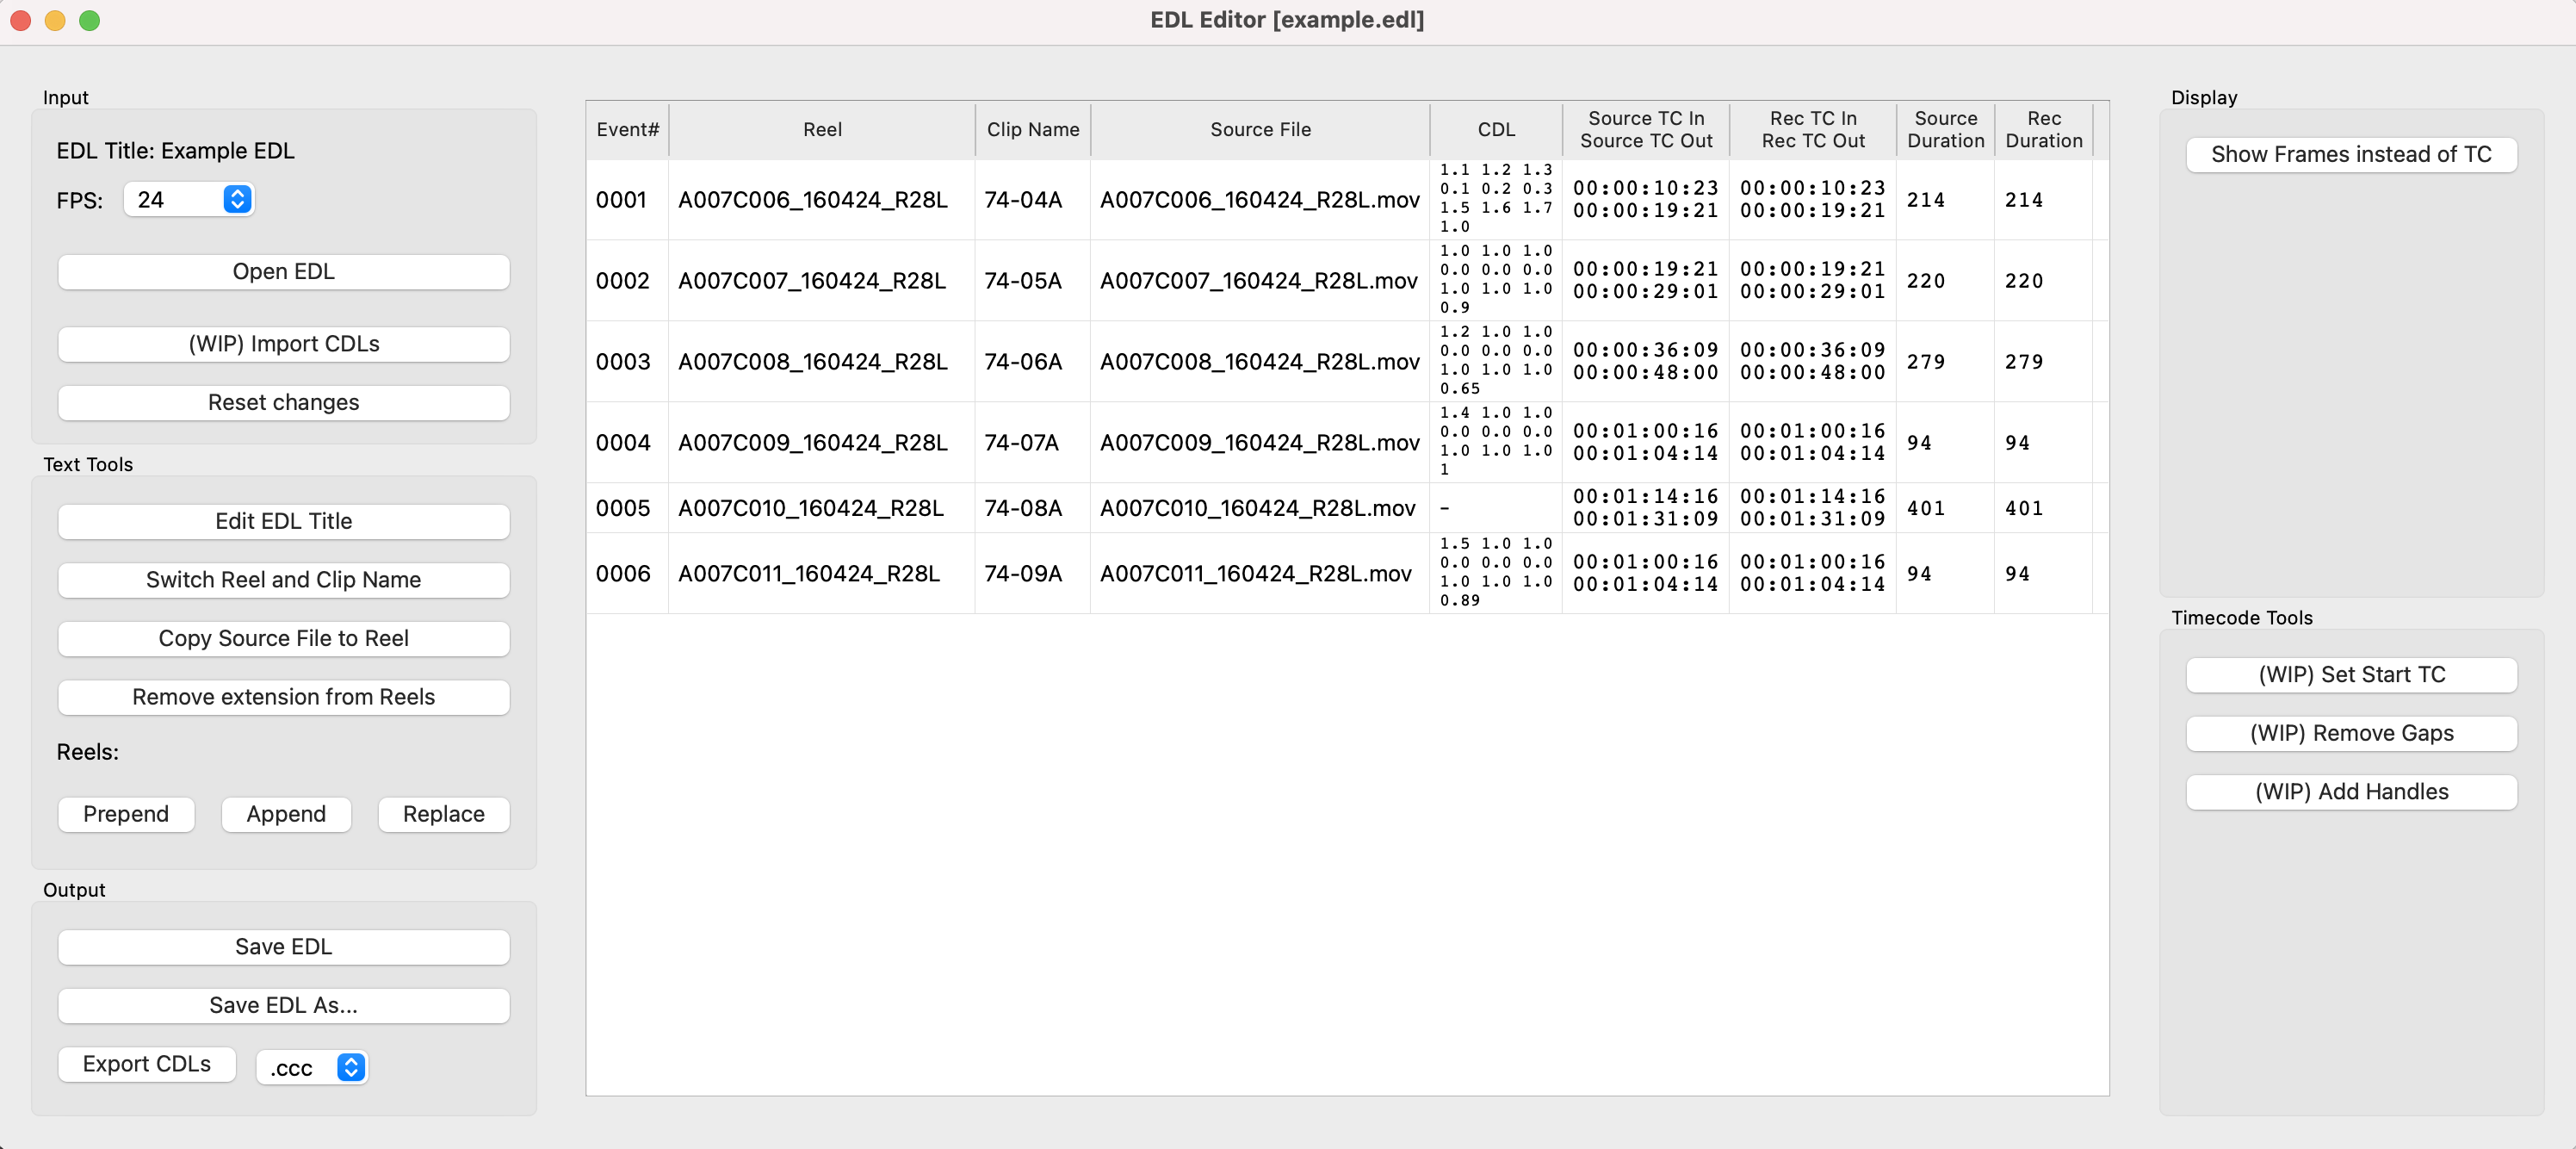 EDL Editor [example.edl]
Input
EDL Title: Example EDL
FPS: 24
Open EDL
(WIP) Import CDLs
Reset changes
Text Tools
Edit EDL Title
Switch Reel and Clip Name
Copy Source File to Reel
Remove extension from Reels
Reels:
Prepend Append Replace
Output
Save EDL
Save EDL As...
Export CDLs .ccc
Event# Reel Clip Name Source File CDL Source TC In Rec TC In Source Rec
Source TC Out Rec TC Out Duration Duration
1.1 1.2 1.3
0001 A007C006_160424_R28L 74-04A A007C006_160424_R28L.mov 0.1 0.2 0.3 00:00:10:23 00:00:10:23 214 214
1.5 1.6 1.7 00:00:19:21 00:00:19:21
1.0
1.0 1.0 1.0
0002 A007C007_160424_R28L 74-05A A007C007_160424_R28L.mov 0.0 0.0 0.0 00:00:19:21 00:00:19:21 220 220
1.0 1.0 1.0 00:00:29:01 00:00:29:01
0.9
1.2 1.0 1.0
0003 A007C008_160424_R28L 74-06A A007C008_160424_R28L.mov 0.0 0.0 0.0 00:00:36:09 00:00:36:09 279 279
1.0 1.0 1.0 00:00:48:00 00:00:48:00
0.65
1.4 1.0 1.0
0004 A007C009_160424_R28L 74-07A A007C009_160424_R28L.mov 0.0 0.0 0.0 00:01:00:16 00:01:00:16 94 94
1.0 1.0 1.0 00:01:04:14 00:01:04:14
1
0005 A007C010_160424_R28L 74-08A A007C010_160424_R28L.mov - 00:01:14:16 00:01:14:16 401 401
00:01:31:09 00:01:31:09
1.5 1.0 1.0
0006 A007C011_160424_R28L 74-09A A007C011_160424_R28L.mov 0.0 0.0 0.0 00:01:00:16 00:01:00:16 94 94
1.0 1.0 1.0 00:01:04:14 00:01:04:14
0.89
Display
Show Frames instead of TC
Timecode Tools
(WIP) Set Start TC
(WIP) Remove Gaps
(WIP) Add Handles